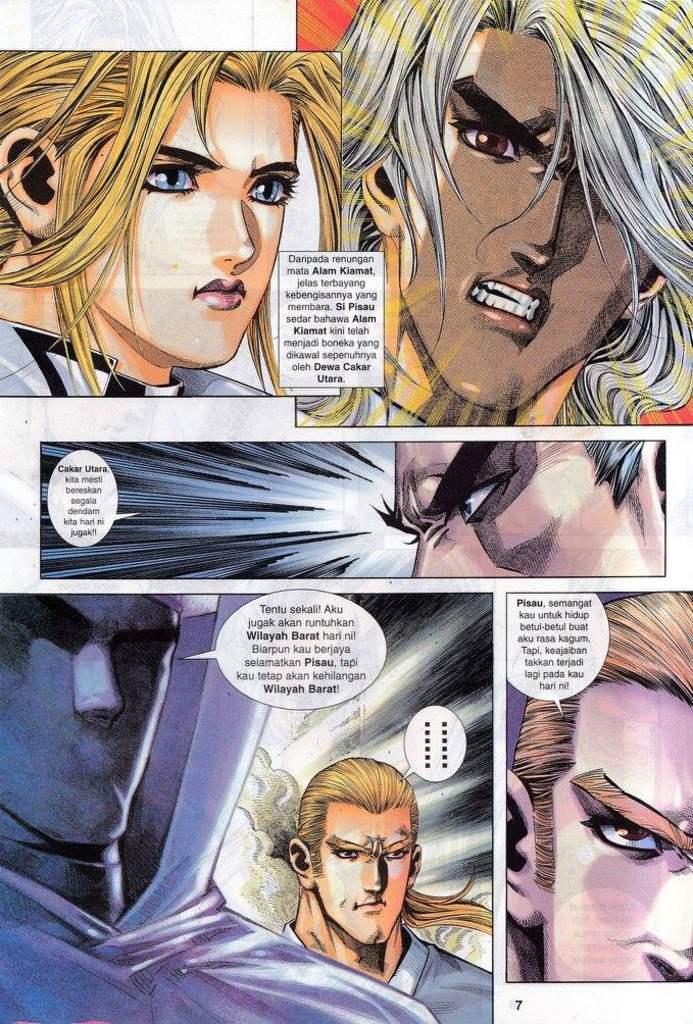 Daripada renungan
mata Alam Kiamat,
jelas terbayang
kebengisannya yang
membara. Si Pisau
sedar bahawa Alam
Kiamat kini telah
menjadi boneka yang
dikawal sepenuhnya
oleh Dewa Cakar
Utara.
Cakar Utara,
kita mesti
bereskan
segala
dendam
kita hari ni
jugak!!
Tentu sekali! Aku
jugak akan runtuhkan
Wilayah Barat hari ni!
Biarpun kau berjaya
selamatkan Pisau, tapi
kau tetap akan kehilangan
Wilayah Barat!
Pisau, semangat
kau untuk hidup
betul-betul buat
aku rasa kagum.
Tapi, keajaiban
takkan terjadi
lagi pada kau
hari ni!
7